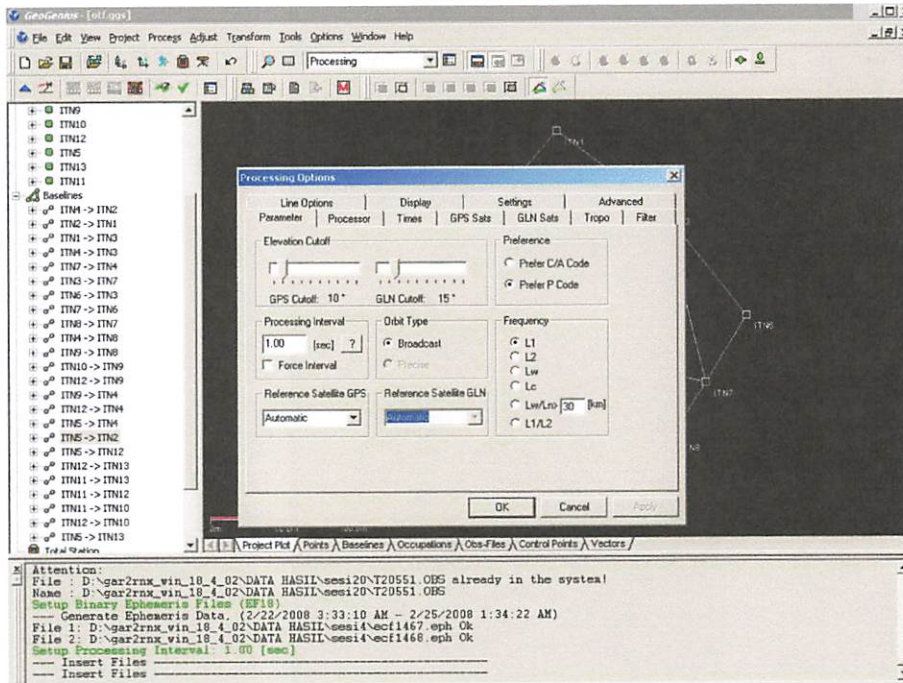 GeoGenius - [otf.ggs]
File Edit View Project Process Adjust Transform Tools Options Window Help
Processing
ITN9
ITN10
ITN12
ITN5
ITN13
ITN11
Baselines
ITN4 -> ITN2
ITN2 -> ITN1
ITN1 -> ITN3
ITN4 -> ITN3
ITN7 -> ITN4
ITN3 -> ITN7
ITN6 -> ITN3
ITN7 -> ITN6
ITN8 -> ITN7
ITN4 -> ITN8
ITN9 -> ITN8
ITN10 -> ITN9
ITN12 -> ITN9
ITN9 -> ITN4
ITN12 -> ITN4
ITN5 -> ITN4
ITN5 -> ITN2
ITN5 -> ITN12
ITN12 -> ITN13
ITN11 -> ITN13
ITN11 -> ITN12
ITN11 -> ITN10
ITN12 -> ITN10
ITN5 -> ITN13
Total Station
ITN1
ITN6
ITN7
Processing Options
Line Options Display Settings Advanced
Parameter Processor Times GPS Sats GLN Sats Tropo Filter
Elevation Cutoff
GPS Cutoff: 10 °
GLN Cutoff: 15 °
Preference
Prefer C/A Code
Prefer P Code
Processing Interval
1.00 [sec] ?
Force Interval
Orbit Type
Broadcast
Precise
Frequency
L1
L2
Lw
Lc
Lw/Ln> 30 [km]
L1/L2
Reference Satellite GPS
Automatic
Reference Satellite GLN
Automatic
OK Cancel Apply
Project Plot Points Baselines Occupations Obs-Files Control Points Vectors
Attention:
File : D:\gar2rnx_win_18_4_02\DATA HASIL\sesi20\T20551.OBS already in the system!
Name : D:\gar2rnx_win_18_4_02\DATA HASIL\sesi20\T20551.OBS
Setup Binary Ephemeris Files (EF18)
--- Generate Ephemeris Data, (2/22/2008 3:33:10 AM - 2/25/2008 1:34:22 AM)
File 1: D:\gar2rnx_win_18_4_02\DATA HASIL\sesi4\ecf1467.eph Ok
File 2: D:\gar2rnx_win_18_4_02\DATA HASIL\sesi4\ecf1468.eph Ok
Setup Processing Interval: 1.00 [sec]
--- Insert Files ---
--- Insert Files ---